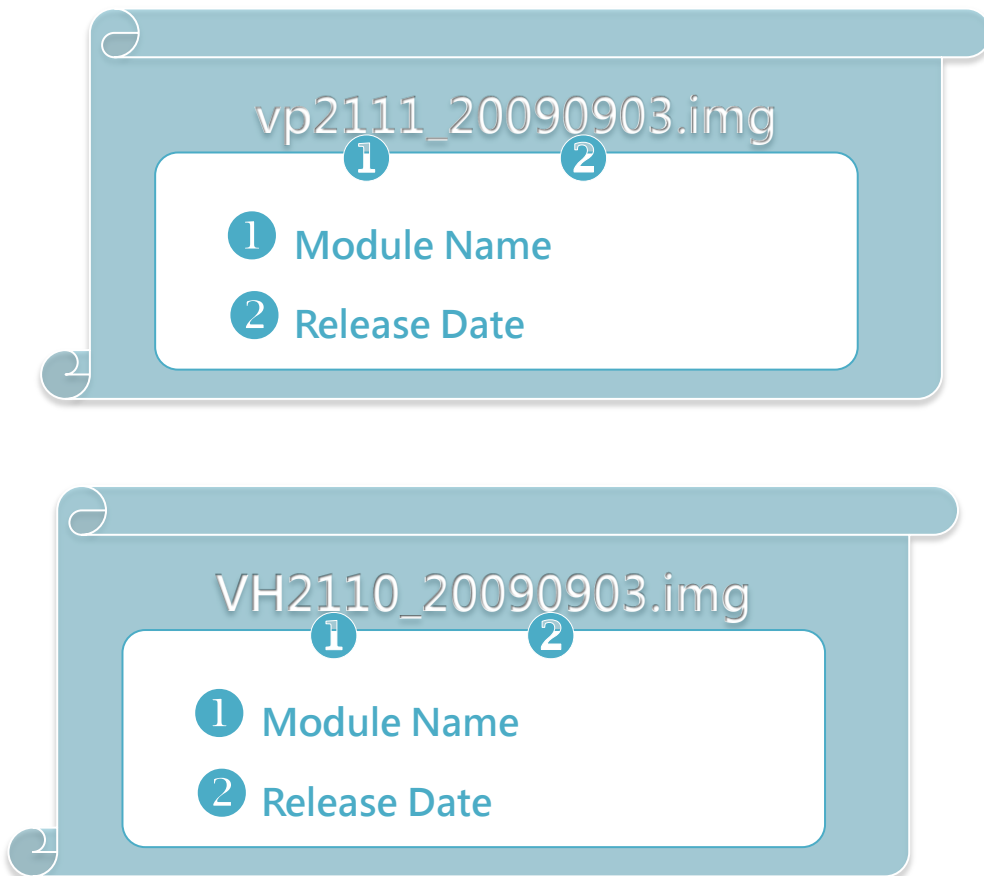 vp2111_20090903.img
1 2
1 Module Name
2 Release Date
VH2110_20090903.img
1 2
1 Module Name
2 Release Date